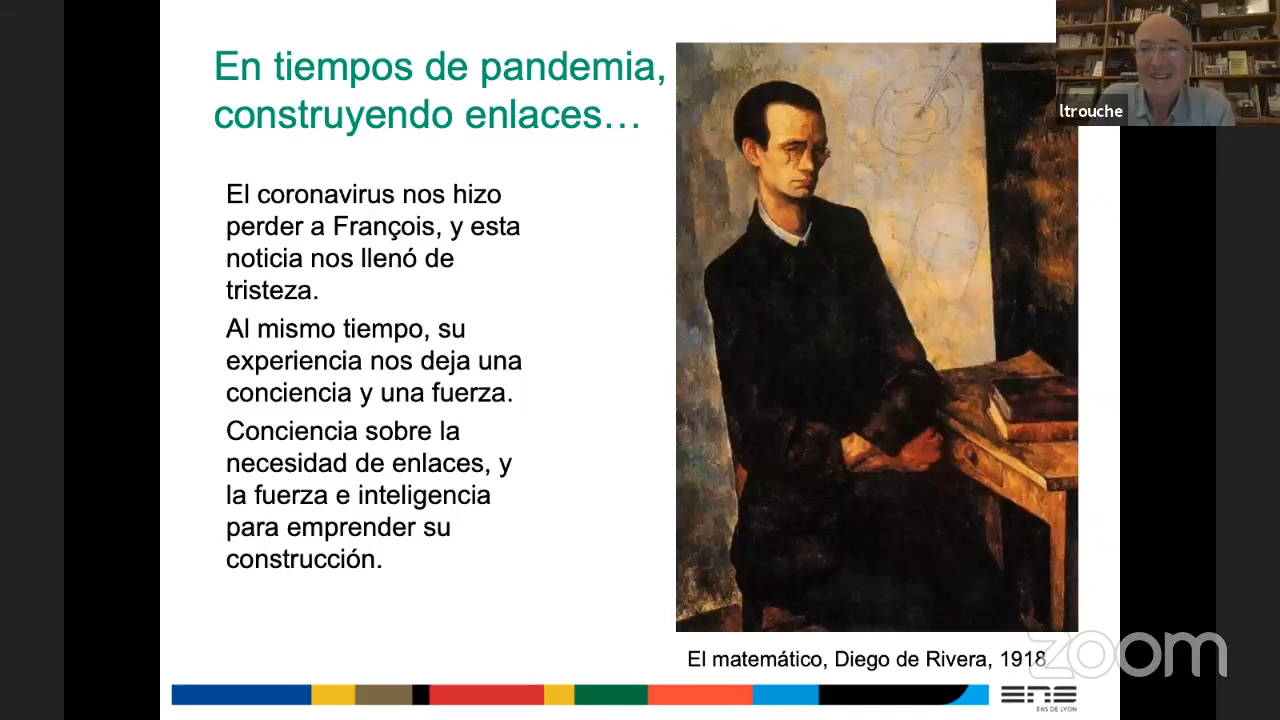 En tiempos de pandemia,
construyendo enlaces…
ltrouche
El coronavirus nos hizo
perder a François, y esta
noticia nos llenó de
tristeza.
Al mismo tiempo, su
experiencia nos deja una
conciencia y una fuerza.
Conciencia sobre la
necesidad de enlaces, y
la fuerza e inteligencia
para emprender su
construcción.
El matemático, Diego de Rivera, 1918
zoom
ENS
ENS DE LYON